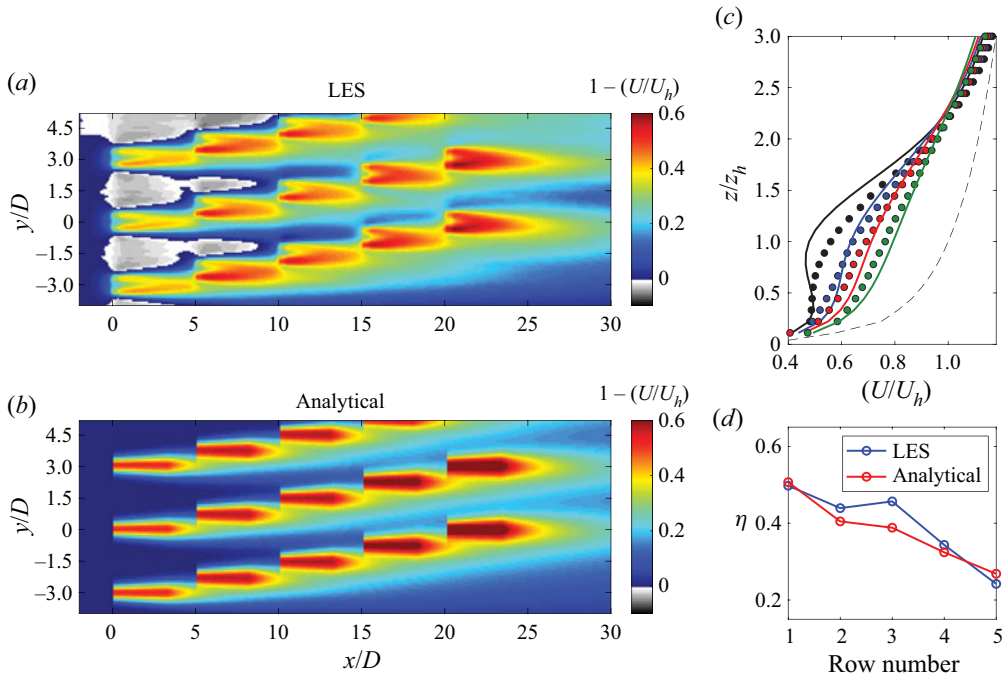 (a)
LES
1 – (U/U_h)
4.5
3.0
1.5
0
–1.5
–3.0
y/D
0 5 10 15 20 25 30
0.6
0.4
0.2
0
0
(b)
Analytical
1 – (U/U_h)
4.5
3.0
1.5
0
–1.5
–3.0
y/D
0 5 10 15 20 25 30
x/D
0.6
0.4
0.2
0
0
(c)
3.0
2.5
2.0
1.5
1.0
0.5
0
z/z_h
0.4 0.6 0.8 1.0
(U/U_h)
(d)
0.6
0.4
0.2
η
LES
Analytical
1 2 3 4 5
Row number